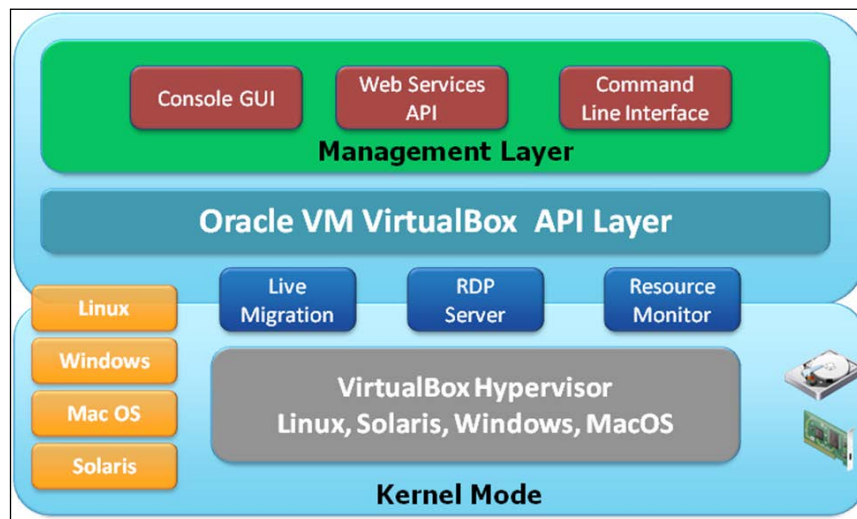 Console GUI
Web Services
API
Command
Line Interface
Management Layer
Oracle VM VirtualBox API Layer
Live
Migration
RDP
Server
Resource
Monitor
Linux
Windows
Mac OS
Solaris
VirtualBox Hypervisor
Linux, Solaris, Windows, MacOS
Kernel Mode